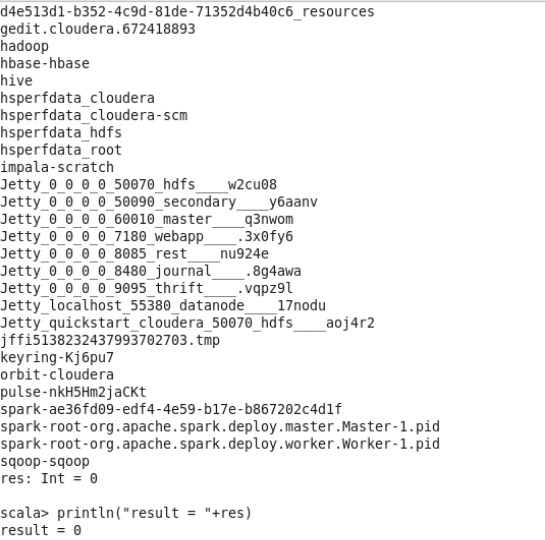 d4e513d1-b352-4c9d-81de-71352d4b40c6_resources
gedit.cloudera.672418893
hadoop
hbase-hbase
hive
hsperfdata_cloudera
hsperfdata_cloudera-scm
hsperfdata_hdfs
hsperfdata_root
impala-scratch
Jetty_0_0_0_0_50070_hdfs____w2cu08
Jetty_0_0_0_0_50090_secondary____y6aanv
Jetty_0_0_0_0_60010_master____q3nwom
Jetty_0_0_0_0_7180_webapp____.3x0fy6
Jetty_0_0_0_0_8085_rest____nu924e
Jetty_0_0_0_0_8480_journal____.8g4awa
Jetty_0_0_0_0_9095_thrift____.vqpz9l
Jetty_localhost_55380_datanode____17nodu
Jetty_quickstart_cloudera_50070_hdfs____aoj4r2
jffi5138232437993702703.tmp
keyring-Kj6pu7
orbit-cloudera
pulse-nkH5Hm2jaCKt
spark-ae36fd09-edf4-4e59-b17e-b867202c4d1f
spark-root-org.apache.spark.deploy.master.Master-1.pid
spark-root-org.apache.spark.deploy.worker.Worker-1.pid
sqoop-sqoop
res: Int = 0
scala> println("result = "+res)
result = 0